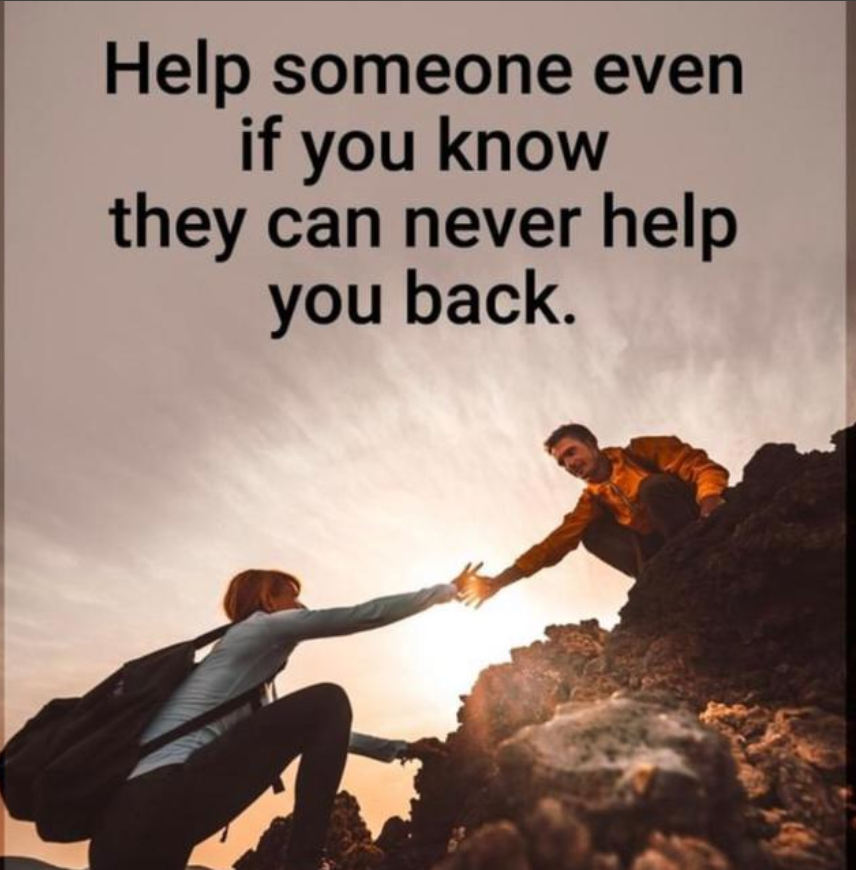 Help someone even
if you know
they can never help
you back.